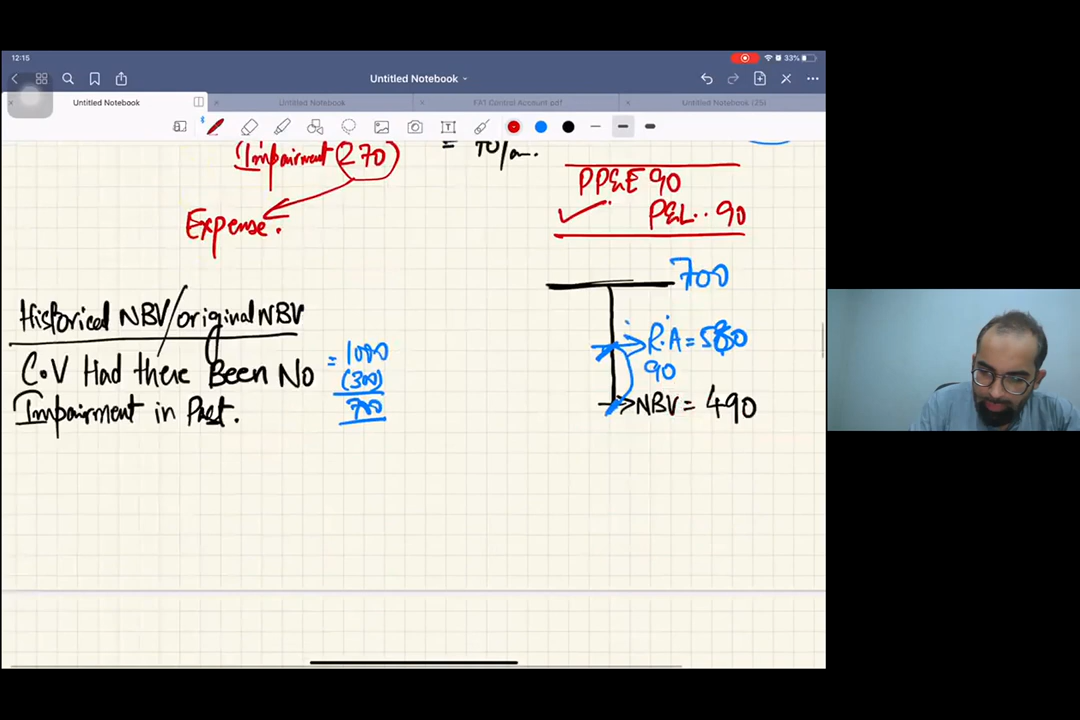 12:15
33%
Untitled Notebook
Untitled Notebook
Untitled Notebook
FA1 Control Account.pdf
Untitled Notebook (25)
Impairment (270)
Expense.
= 70/an.
PP&E 90
P&L.. 90
700
R.A = 580
90
NBV = 490
Historical NBV/original NBV
C.V Had there Been No
Impairment in Past.
= 1000
(300)
700